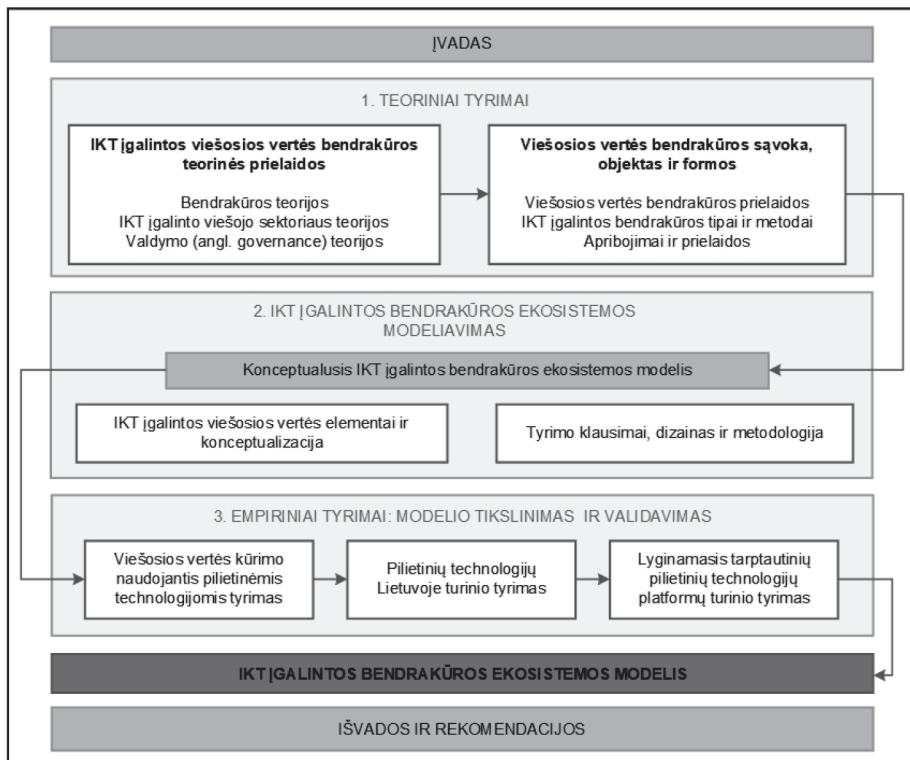 ĮVADAS
1. TEORINIAI TYRIMAI
IKT įgalintos viešosios vertės bendrakūros
teorinės prielaidos
Bendrakūros teorijos
IKT įgalinto viešojo sektoriaus teorijos
Valdymo (angl. governance) teorijos
Viešosios vertės bendrakūros sąvoka,
objektas ir formos
Viešosios vertės bendrakūros prielaidos
IKT įgalintos bendrakūros tipai ir metodai
Apribojimai ir prielaidos
2. IKT ĮGALINTOS BENDRAKŪROS EKOSISTEMOS
MODELIAVIMAS
Konceptualusis IKT įgalintos bendrakūros ekosistemos modelis
IKT įgalintos viešosios vertės elementai ir
konceptualizacija
Tyrimo klausimai, dizainas ir metodologija
3. EMPIRINIAI TYRIMAI: MODELIO TIKSLINIMAS IR VALIDAVIMAS
Viešosios vertės kūrimo
naudojantis pilietinėmis
technologijomis tyrimas
Pilietinių technologijų
Lietuvoje turinio tyrimas
Lyginamasis tarptautinių
pilietinių technologijų
platformų turinio tyrimas
IKT ĮGALINTOS BENDRAKŪROS EKOSISTEMOS MODELIS
IŠVADOS IR REKOMENDACIJOS